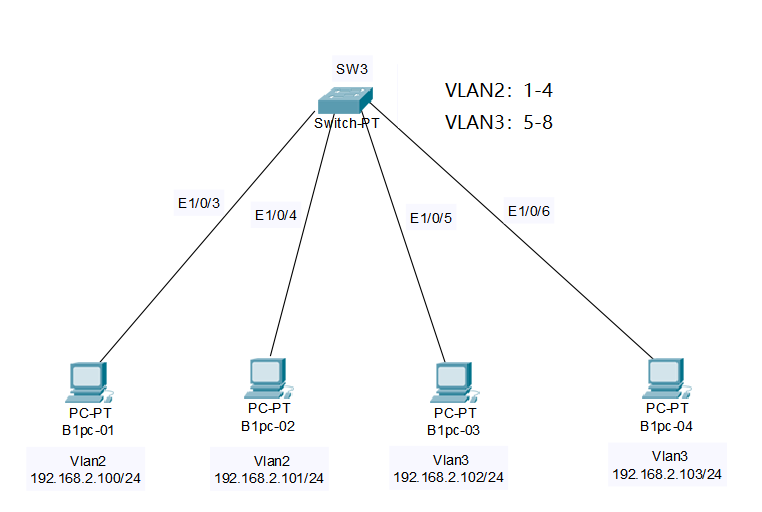 SW3
Switch-PT
VLAN2：1-4
VLAN3：5-8
E1/0/3
E1/0/4
E1/0/5
E1/0/6
PC-PT
B1pc-01
Vlan2
192.168.2.100/24
PC-PT
B1pc-02
Vlan2
192.168.2.101/24
PC-PT
B1pc-03
Vlan3
192.168.2.102/24
PC-PT
B1pc-04
Vlan3
192.168.2.103/24